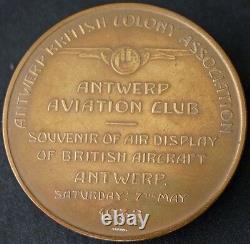 ANTWERP BRITISH COLONY ASSOCIATION
ANTWERP
AVIATION CLUB
SOUVENIR OF AIR DISPLAY
OF BRITISH AIRCRAFT
ANTWERP.
SATURDAY: 7TH MAY